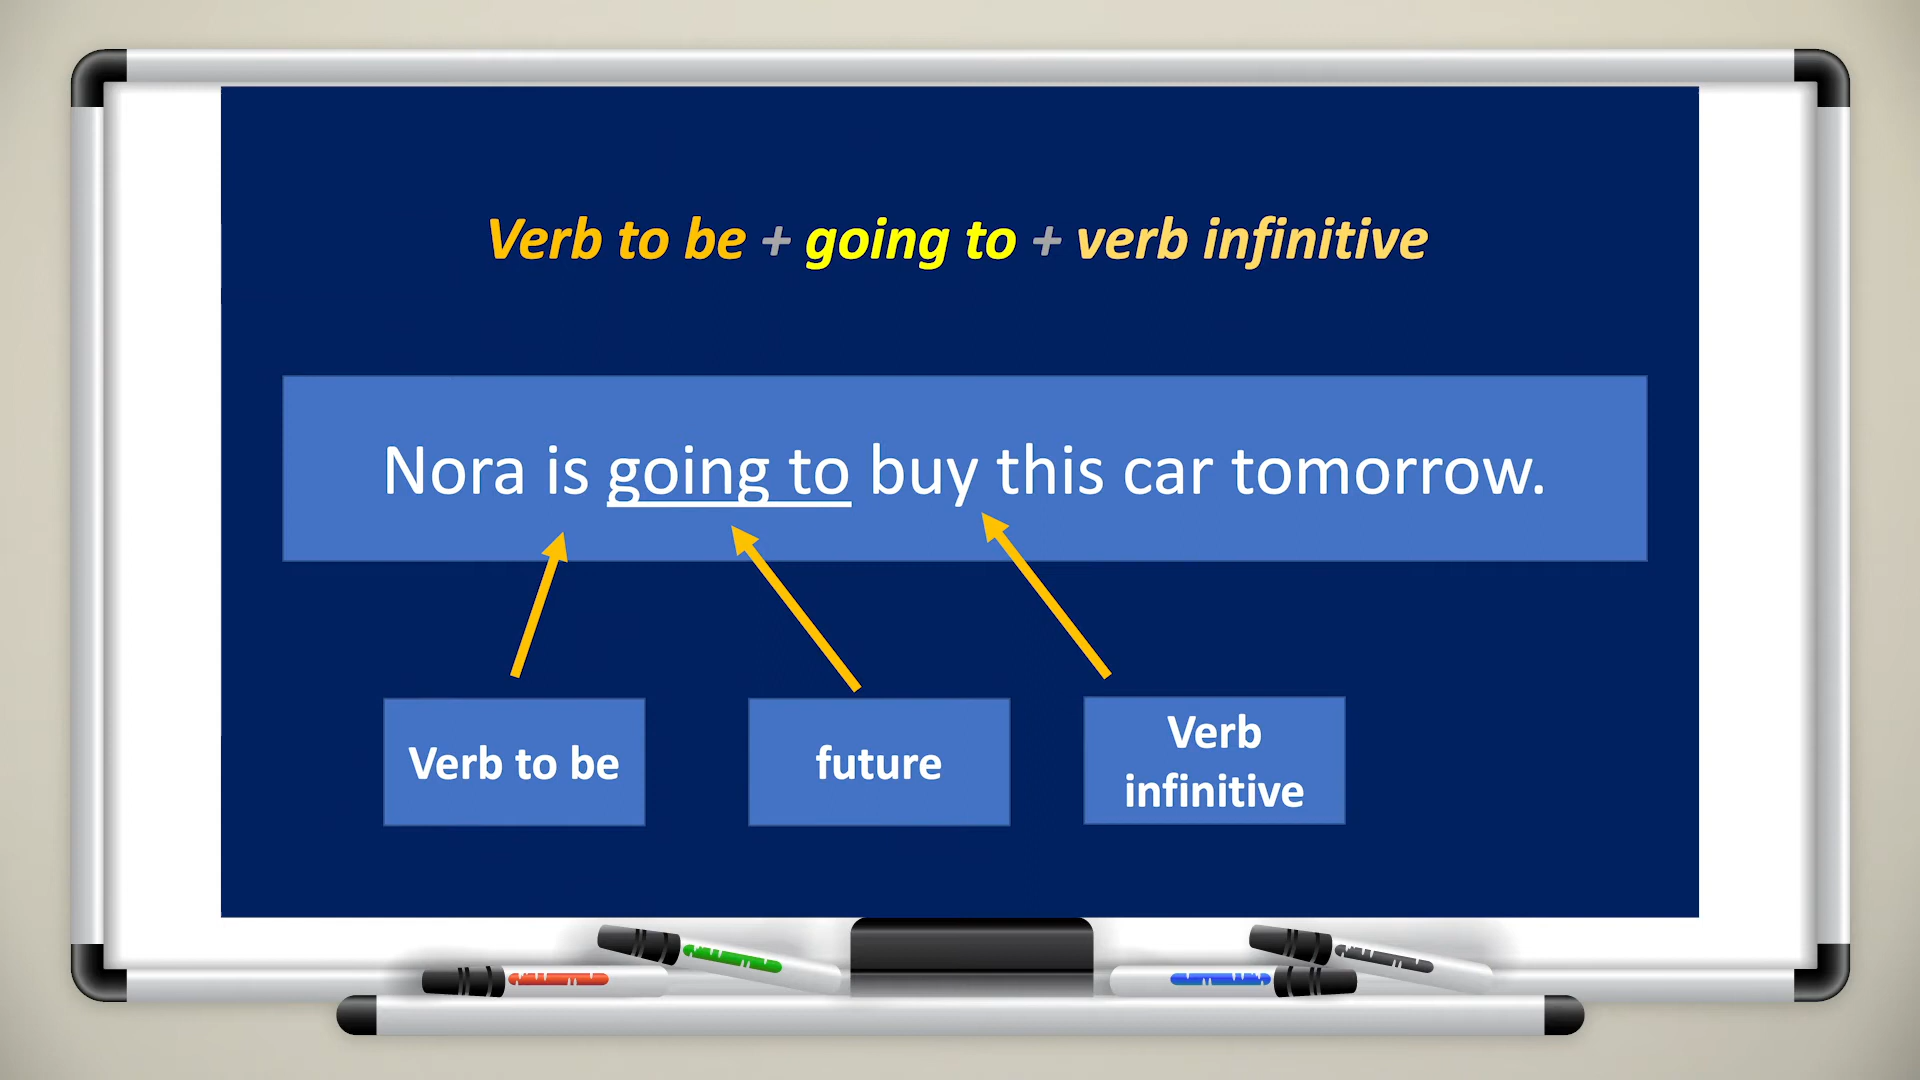 Verb to be + going to + verb infinitive
Nora is going to buy this car tomorrow.
Verb to be
future
Verb
infinitive